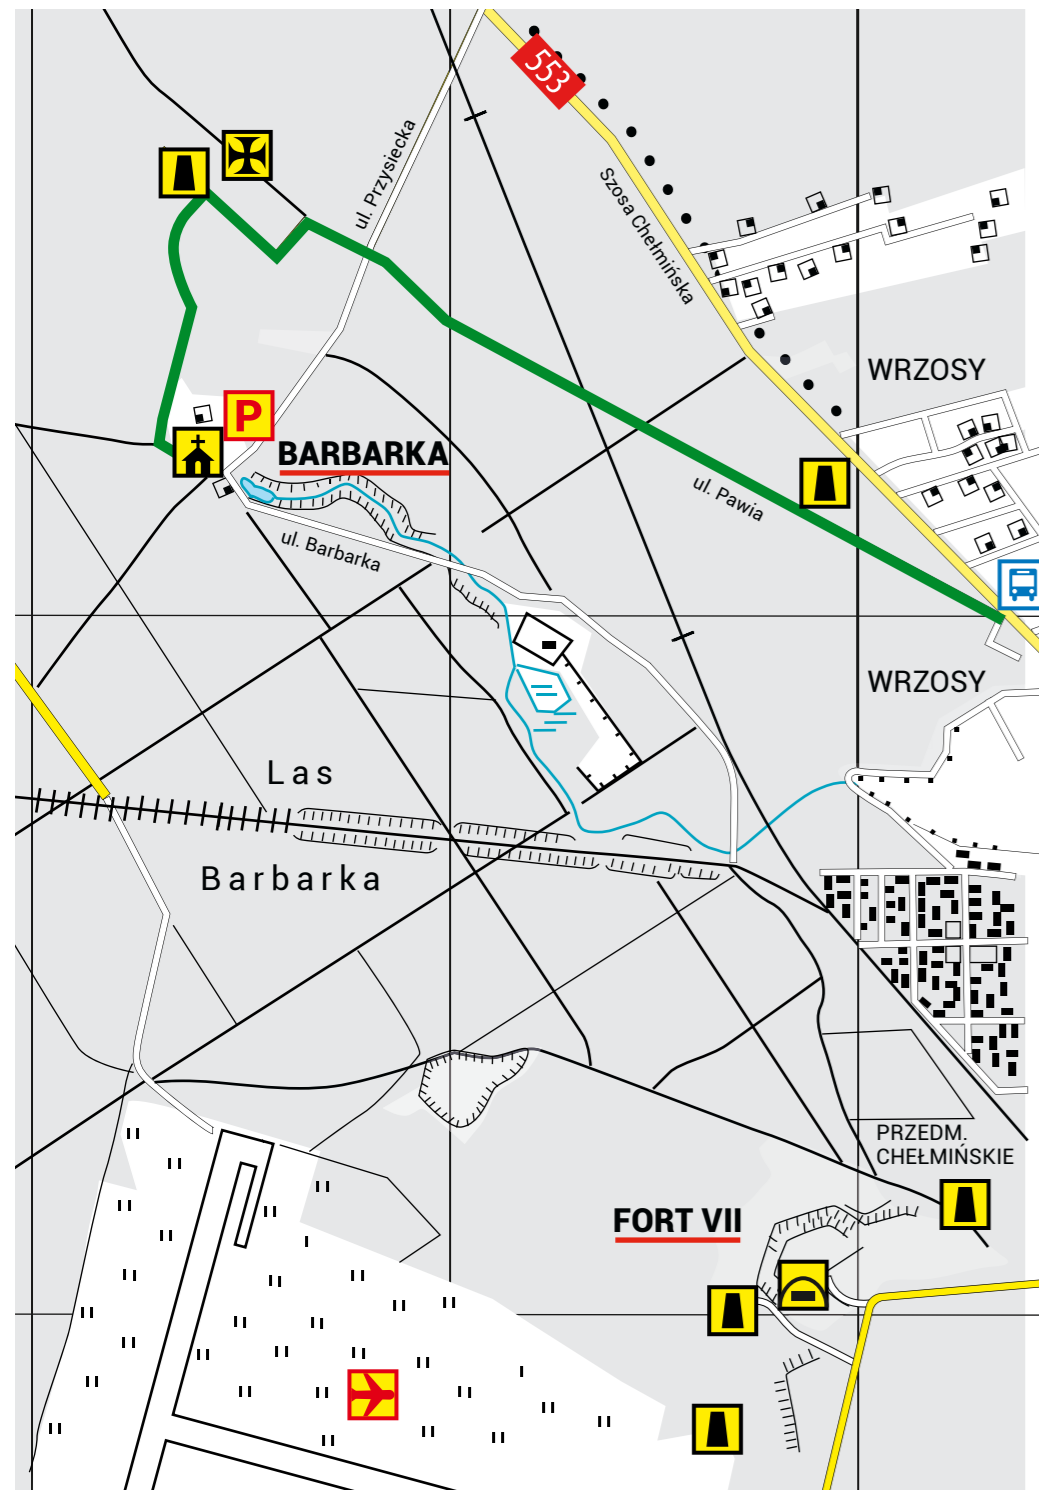 553
ul. Przysiecka
Szosa Chełmińska
WRZOSY
P
BARBARKA
ul. Pawia
ul. Barbarka
WRZOSY
Las
Barbarka
PRZEDM.
CHEŁMIŃSKIE
FORT VII